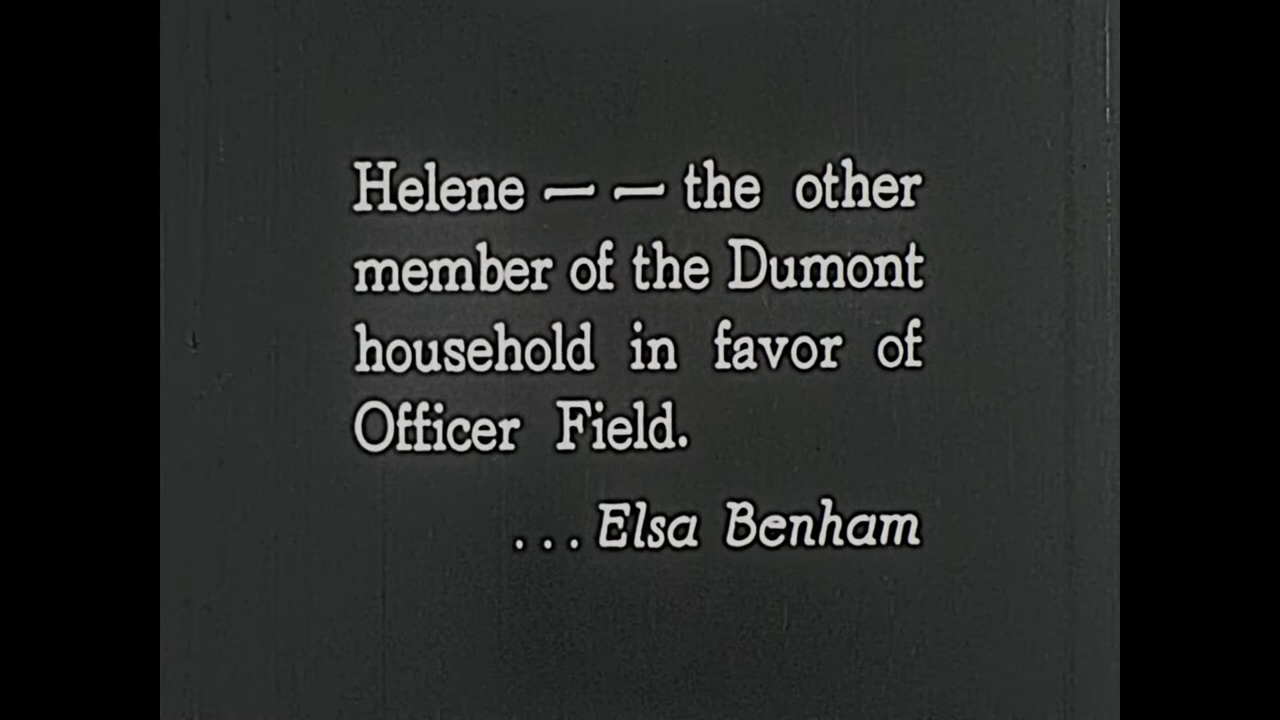 Helene — — the other
member of the Dumont
household in favor of
Officer Field.
...Elsa Benham